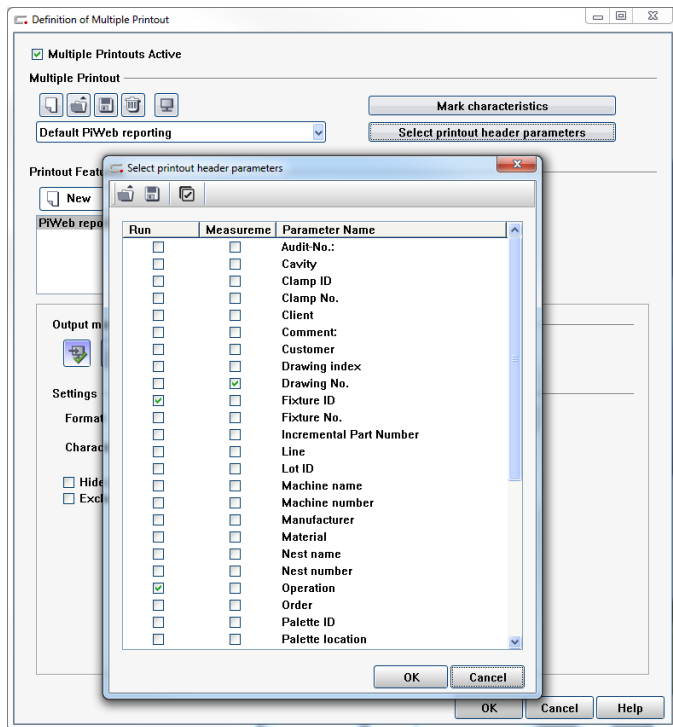 Definition of Multiple Printout
Multiple Printouts Active
Multiple Printout
Mark characteristics
Default PiWeb reporting
Select printout header parameters
Printout Feat
New
PiWeb repo
Output m
Settings
Format
Charac
Hide
Excl
Select printout header parameters
Run Measureme Parameter Name
Audit-No.:
Cavity
Clamp ID
Clamp No.
Client
Comment:
Customer
Drawing index
Drawing No.
Fixture ID
Fixture No.
Incremental Part Number
Line
Lot ID
Machine name
Machine number
Manufacturer
Material
Nest name
Nest number
Operation
Order
Palette ID
Palette location
OK Cancel
OK Cancel Help